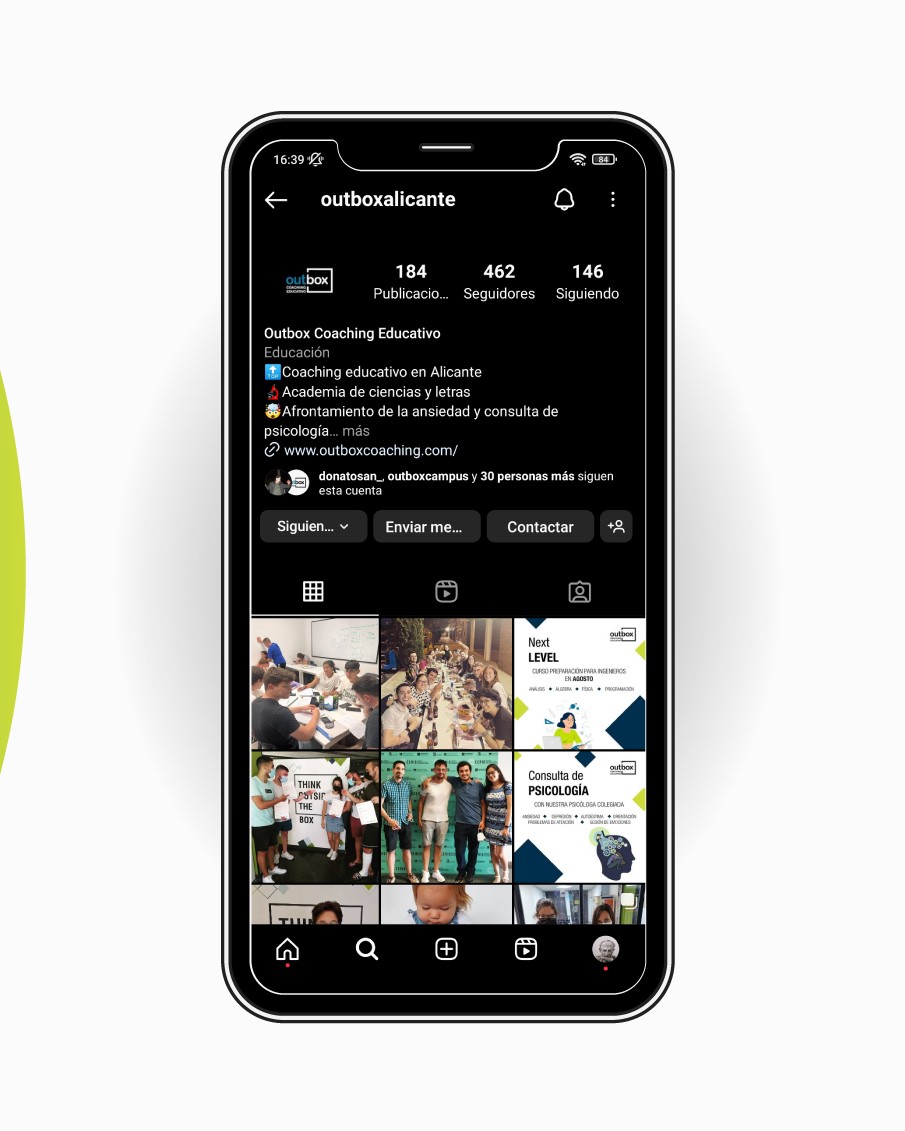 16:39
84
outboxalicante
outbox
COACHING
EDUCATIVO
184
462
146
Publicacio...
Seguidores
Siguiendo
Outbox Coaching Educativo
Educación
TOP
Coaching educativo en Alicante
Academia de ciencias y letras
Afrontamiento de la ansiedad y consulta de
psicología... más
www.outboxcoaching.com/
donatosan_, outboxcampus y 30 personas más siguen
esta cuenta
Siguien...
Enviar me...
Contactar
outbox
Next
LEVEL
CURSO PREPARACIÓN PARA INGENIEROS
EN AGOSTO
ANÁLISIS ◆ ÁLGEBRA ◆ FÍSICA ◆ PROGRAMACIÓN
THINK
OUTSIDE
THE
BOX
outbox
Consulta de
PSICOLOGÍA
CON NUESTRA PSICÓLOGA COLEGIADA
ANSIEDAD ◆ DEPRESIÓN ◆ AUTOESTIMA ◆ ORIENTACIÓN
PROBLEMAS DE ATENCIÓN ◆ GESTIÓN DE EMOCIONES